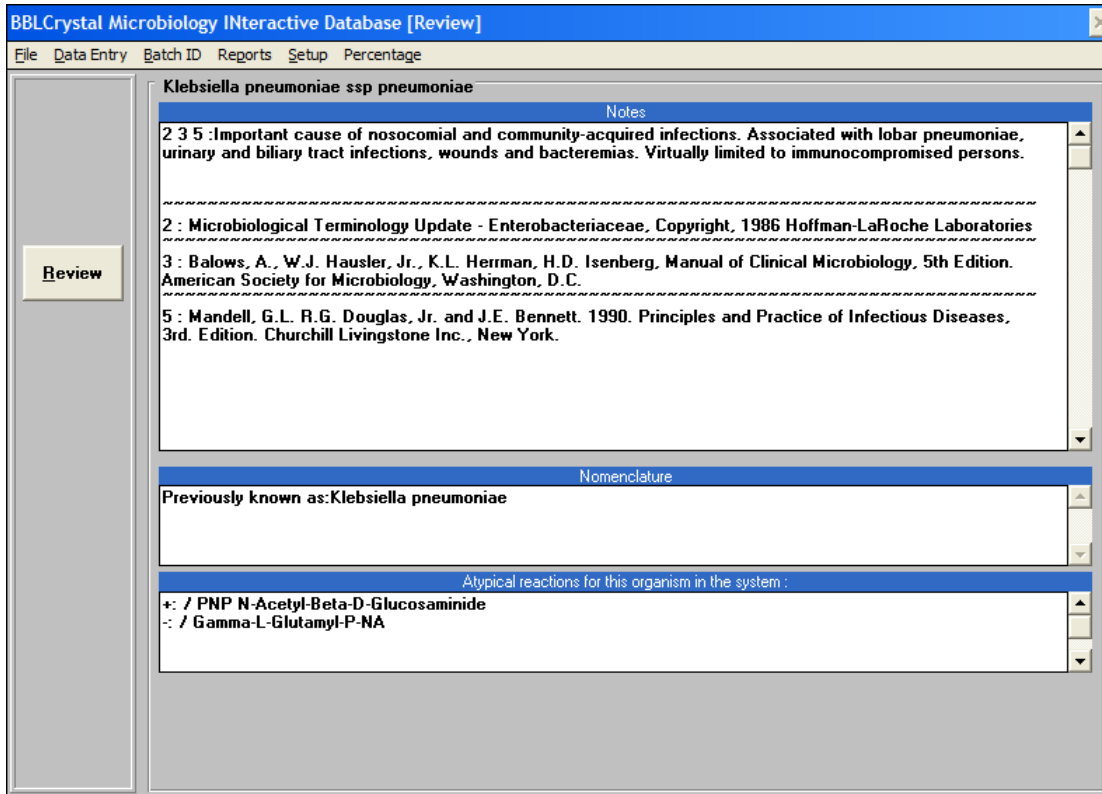 BBLCrystal Microbiology INteractive Database [Review]
File Data Entry Batch ID Reports Setup Percentage
Klebsiella pneumoniae ssp pneumoniae
Notes
2 3 5 :Important cause of nosocomial and community-acquired infections. Associated with lobar pneumoniae,
urinary and biliary tract infections, wounds and bacteremias. Virtually limited to immunocompromised persons.
~~~~~~~~~~~~~~~~~~~~~~~~~~~~~~~~~~~~~~~~~~~~~~~~~~~~~~~~~~~~~~~~~~~~~~~~~~~~~~~~
2 : Microbiological Terminology Update - Enterobacteriaceae, Copyright, 1986 Hoffman-LaRoche Laboratories
~~~~~~~~~~~~~~~~~~~~~~~~~~~~~~~~~~~~~~~~~~~~~~~~~~~~~~~~~~~~~~~~~~~~~~~~~~~~~~~~
3 : Balows, A., W.J. Hausler, Jr., K.L. Herrman, H.D. Isenberg, Manual of Clinical Microbiology, 5th Edition.
American Society for Microbiology, Washington, D.C.
~~~~~~~~~~~~~~~~~~~~~~~~~~~~~~~~~~~~~~~~~~~~~~~~~~~~~~~~~~~~~~~~~~~~~~~~~~~~~~~~
5 : Mandell, G.L. R.G. Douglas, Jr. and J.E. Bennett. 1990. Principles and Practice of Infectious Diseases,
3rd. Edition. Churchill Livingstone Inc., New York.
Review
Nomenclature
Previously known as:Klebsiella pneumoniae
Atypical reactions for this organism in the system :
+: / PNP N-Acetyl-Beta-D-Glucosaminide
-: / Gamma-L-Glutamyl-P-NA